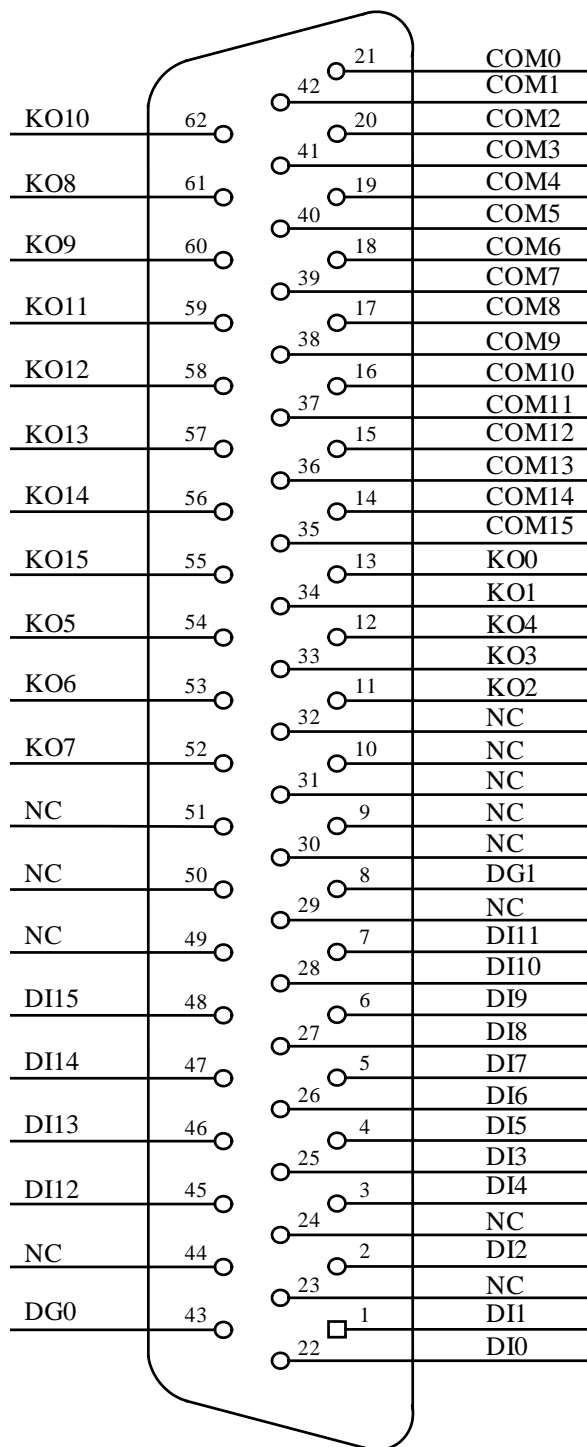 21 COM0
42 COM1
KO10 62 20 COM2
41 COM3
KO8 61 19 COM4
40 COM5
KO9 60 18 COM6
39 COM7
KO11 59 17 COM8
38 COM9
KO12 58 16 COM10
37 COM11
KO13 57 15 COM12
36 COM13
KO14 56 14 COM14
35 COM15
KO15 55 13 KO0
34 KO1
KO5 54 12 KO4
33 KO3
KO6 53 11 KO2
32 NC
KO7 52 10 NC
31 NC
NC 51 9 NC
30 NC
NC 50 8 DG1
29 NC
NC 49 7 DI11
28 DI10
DI15 48 6 DI9
27 DI8
DI14 47 5 DI7
26 DI6
DI13 46 4 DI5
25 DI3
DI12 45 3 DI4
24 NC
NC 44 2 DI2
23 NC
DG0 43 1 DI1
22 DI0